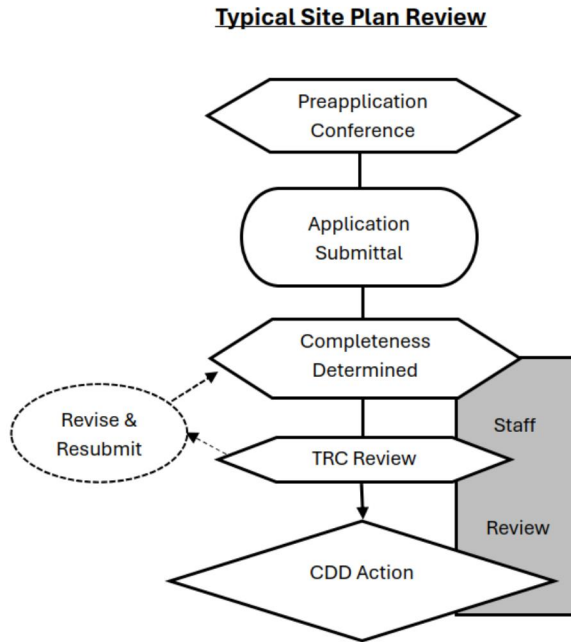 Typical Site Plan Review
Preapplication
Conference
Application
Submittal
Completeness
Determined
Revise &
Resubmit
Staff
TRC Review
Review
CDD Action